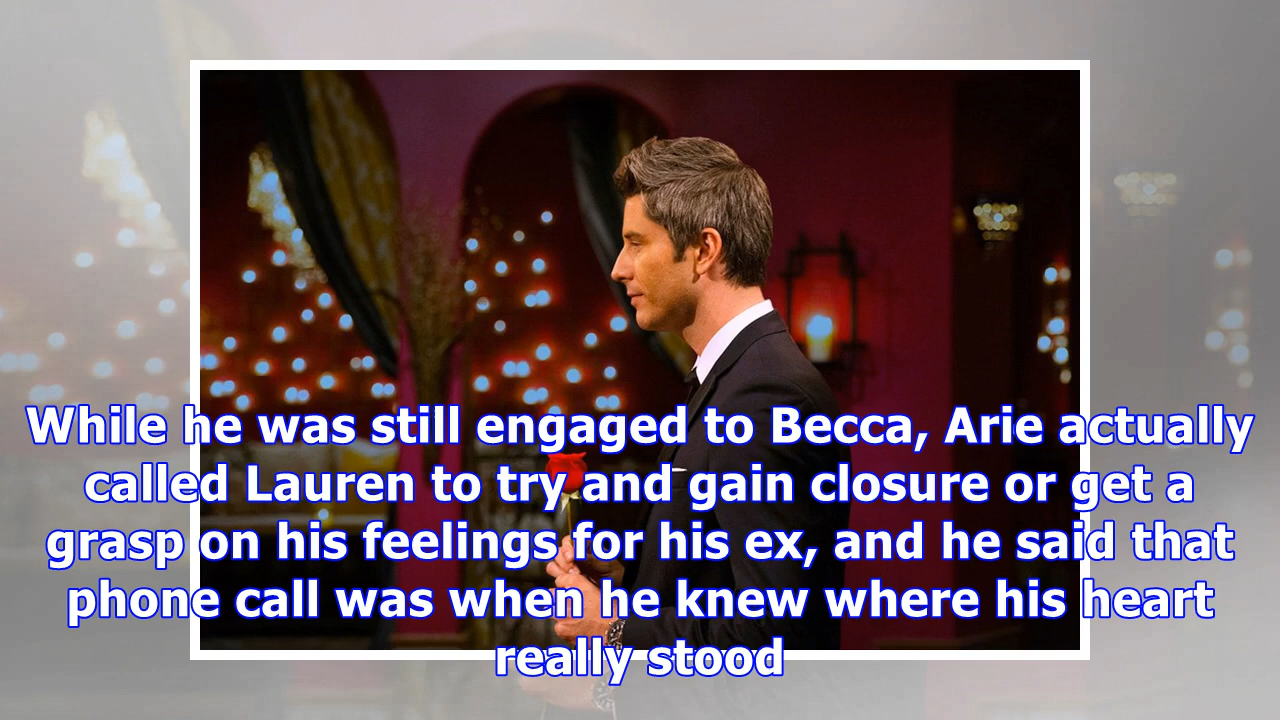 While he was still engaged to Becca, Arie actually
called Lauren to try and gain closure or get a
grasp on his feelings for his ex, and he said that
phone call was when he knew where his heart
really stood